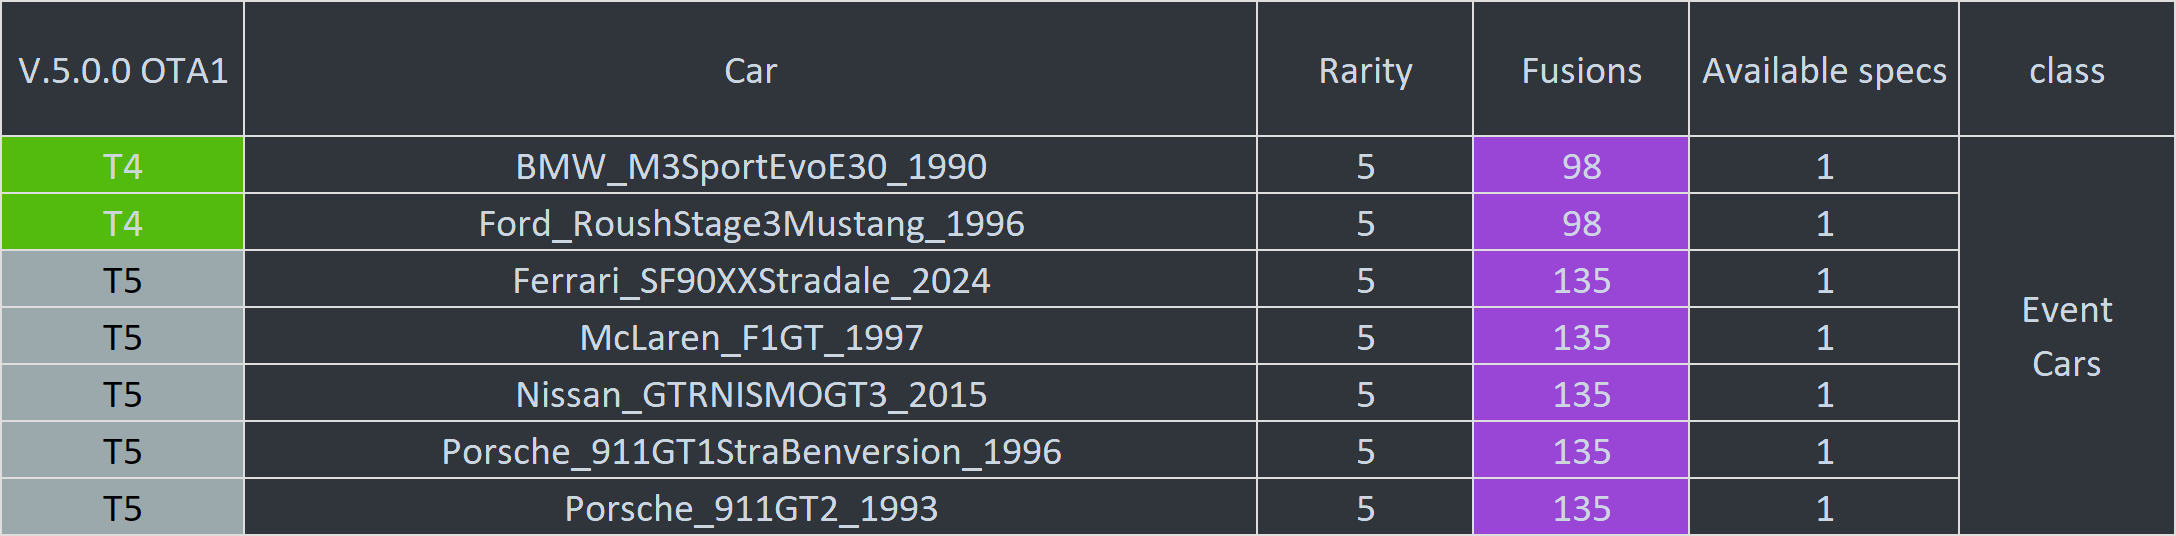 V.5.0.0 OTA1 Car Rarity Fusions Available specs class
T4 BMW_M3SportEvoE30_1990 5 98 1
T4 Ford_RoushStage3Mustang_1996 5 98 1
T5 Ferrari_SF90XXStradale_2024 5 135 1
T5 McLaren_F1GT_1997 5 135 1
T5 Nissan_GTRNISMOGT3_2015 5 135 1
T5 Porsche_911GT1StraBenversion_1996 5 135 1
T5 Porsche_911GT2_1993 5 135 1
Event
Cars